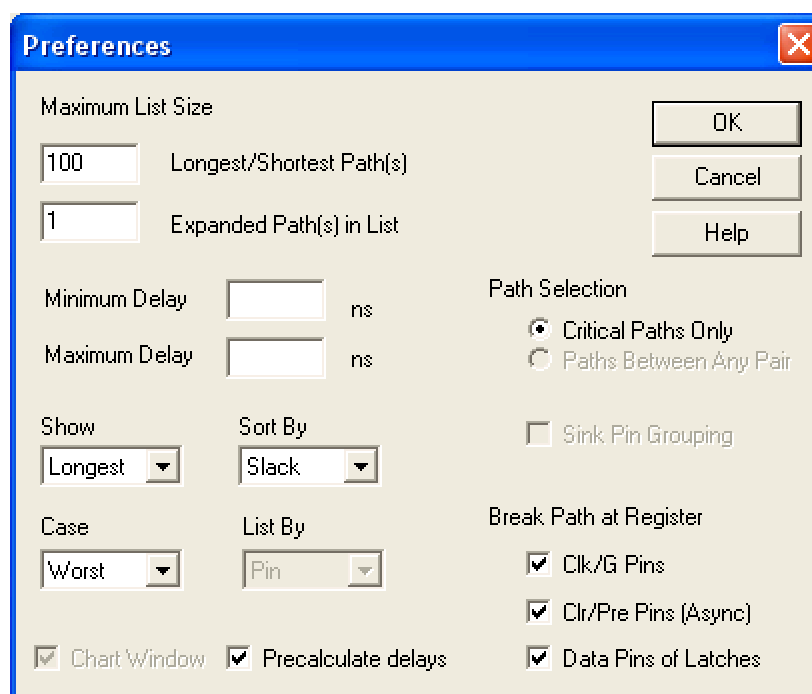 Preferences
Maximum List Size
100 Longest/Shortest Path(s)
1 Expanded Path(s) in List
OK
Cancel
Help
Minimum Delay ns
Maximum Delay ns
Path Selection
Critical Paths Only
Paths Between Any Pair
Sink Pin Grouping
Show
Longest
Sort By
Slack
Case
Worst
List By
Pin
Break Path at Register
Clk/G Pins
Clr/Pre Pins (Async)
Data Pins of Latches
Chart Window
Precalculate delays